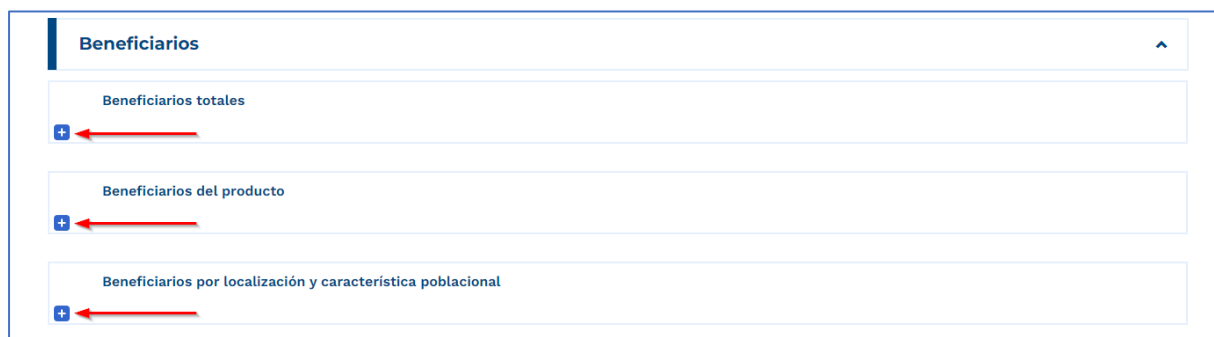 Beneficiarios
Beneficiarios totales
Beneficiarios del producto
Beneficiarios por localización y característica poblacional